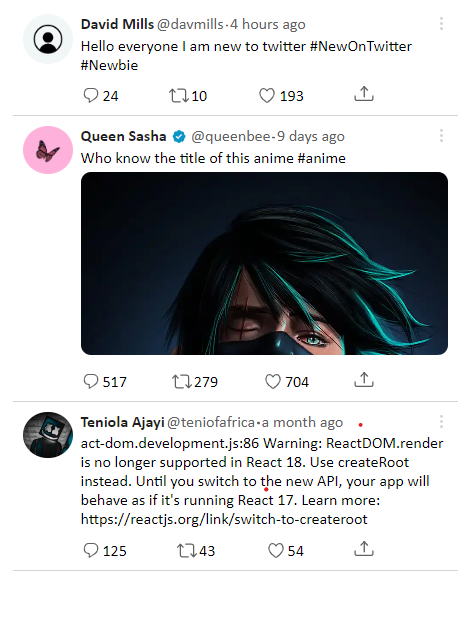 David Mills @davmills·4 hours ago
Hello everyone I am new to twitter #NewOnTwitter
#Newbie
24 10 193
Queen Sasha @queenbee·9 days ago
Who know the title of this anime #anime
517 279 704
Teniola Ajayi @teniofafrica·a month ago
act-dom.development.js:86 Warning: ReactDOM.render
is no longer supported in React 18. Use createRoot
instead. Until you switch to the new API, your app will
behave as if it's running React 17. Learn more:
https://reactjs.org/link/switch-to-createroot
125 43 54